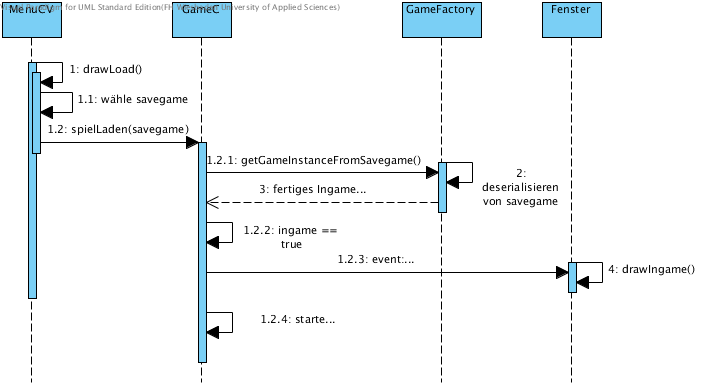 for UML Standard Edition(FH University of Applied Sciences)
MenuCV
GameC
GameFactory
Fenster
1: drawLoad()
1.1: wähle savegame
1.2: spielLaden(savegame)
1.2.1: getGameInstanceFromSavegame()
2:
deserialisieren
von savegame
3: fertiges Ingame...
1.2.2: ingame ==
true
1.2.3: event:...
4: drawIngame()
1.2.4: starte...